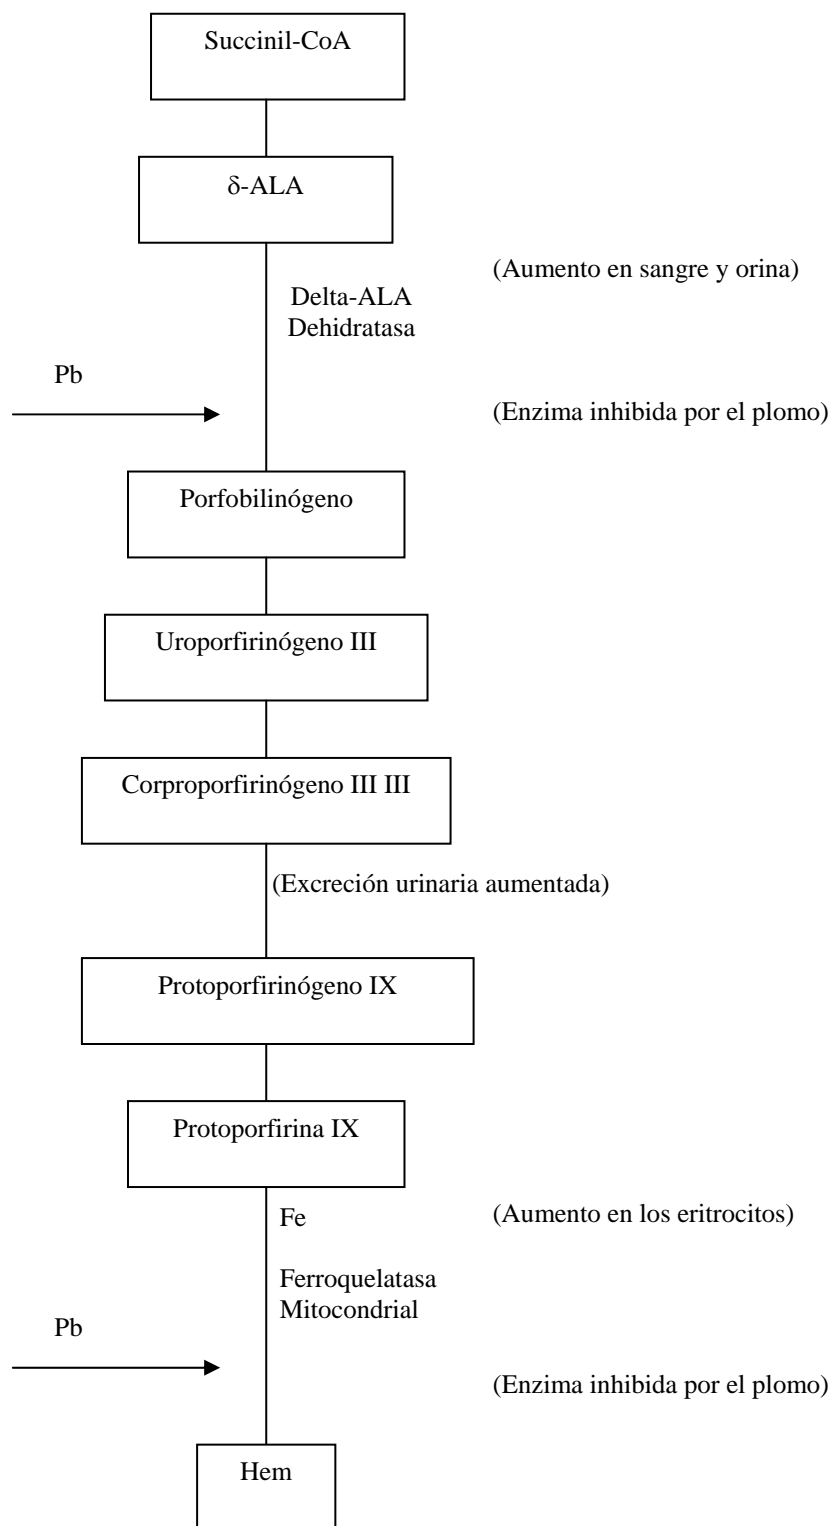 Succinil-CoA
δ-ALA
(Aumento en sangre y orina)
Delta-ALA
Dehidratasa
Pb
(Enzima inhibida por el plomo)
Porfobilinógeno
Uroporfirinógeno III
Corproporfirinógeno III III
(Excreción urinaria aumentada)
Protoporfirinógeno IX
Protoporfirina IX
Fe
(Aumento en los eritrocitos)
Ferroquelatasa
Mitocondrial
Pb
(Enzima inhibida por el plomo)
Hem